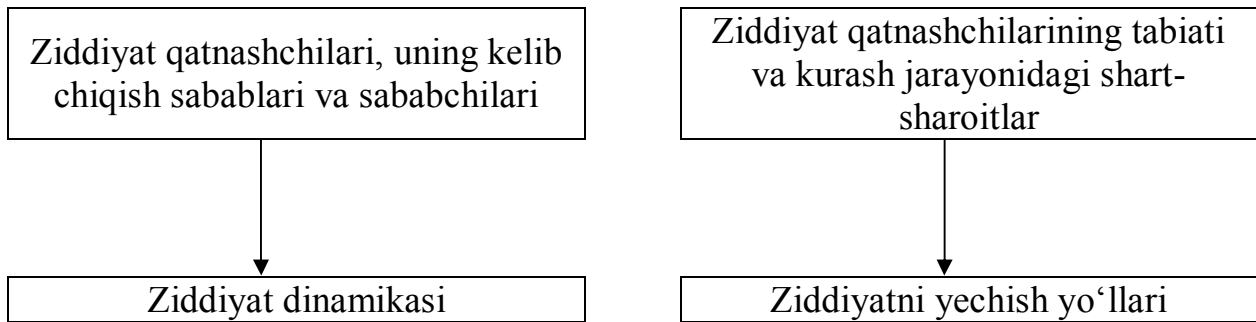 Ziddiyat qatnashchilari, uning kelib
chiqish sabablari va sababchilari
Ziddiyat qatnashchilarining tabiati
va kurash jarayonidagi shart-
sharoitlar
Ziddiyat dinamikasi
Ziddiyatni yechish yo‘llari